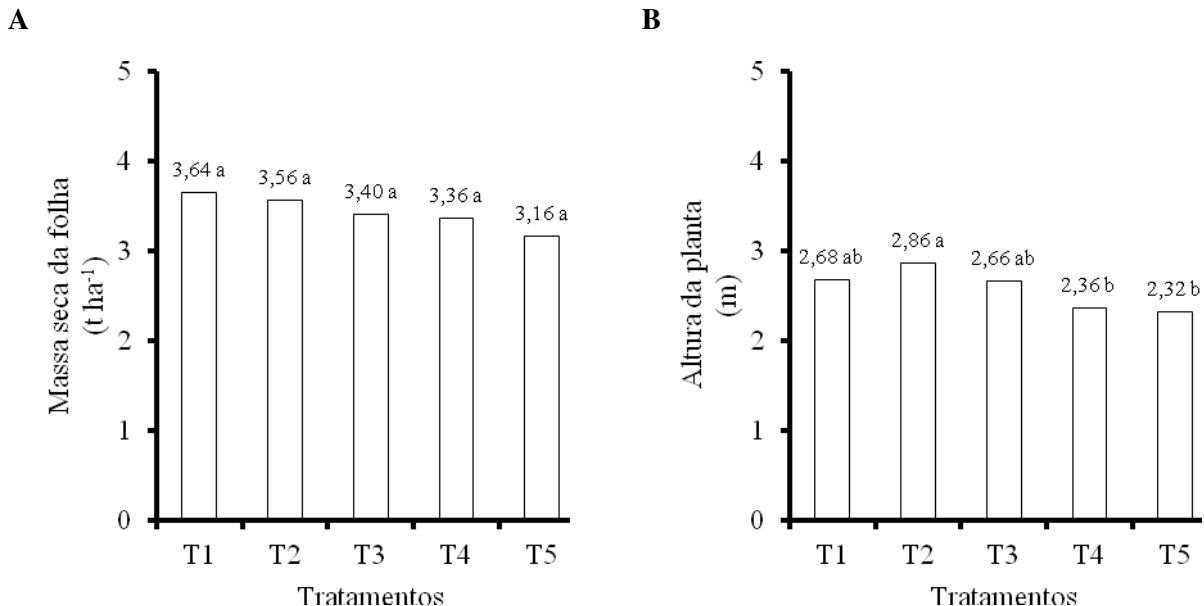 A
5
4
3
2
1
0
Massa seca da folha
(t ha⁻¹)
3,64 a
3,56 a
3,40 a
3,36 a
3,16 a
T1 T2 T3 T4 T5
Tratamentos
B
5
4
3
2
1
0
Altura da planta
(m)
2,68 ab
2,86 a
2,66 ab
2,36 b
2,32 b
T1 T2 T3 T4 T5
Tratamentos